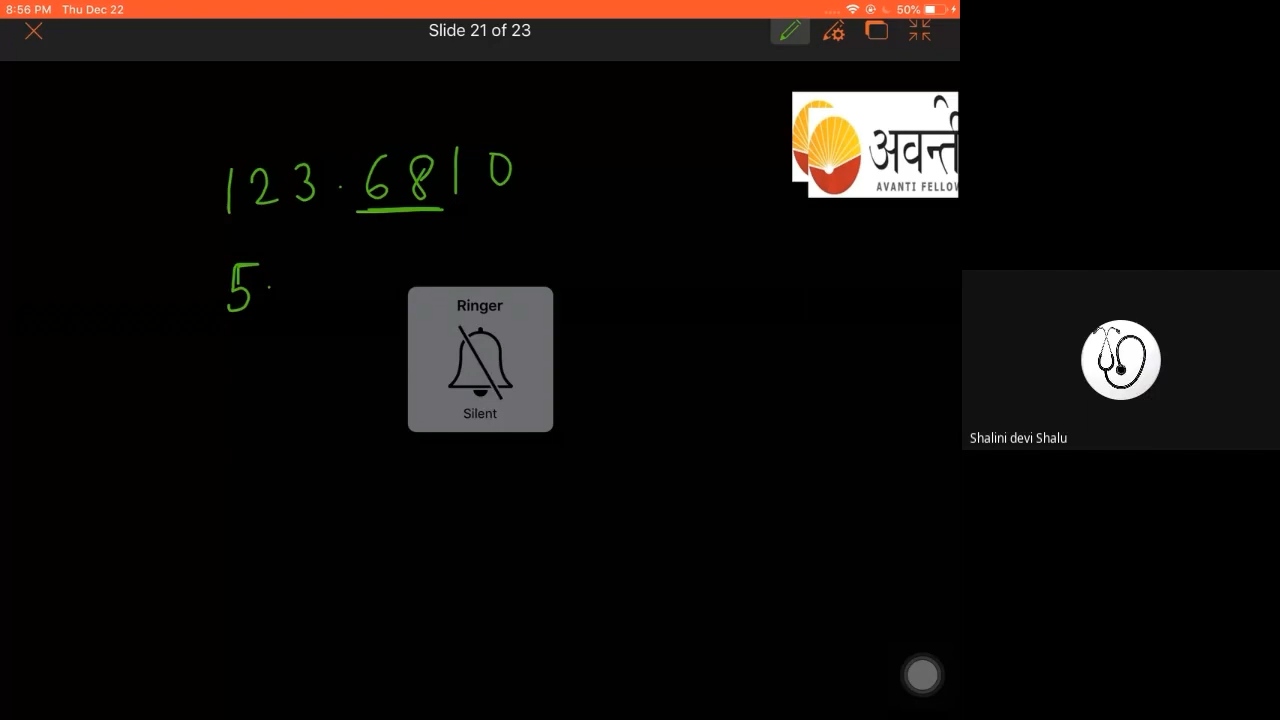 8:56 PM Thu Dec 22
50%
Slide 21 of 23
123.6810
अवन्ती
AVANTI FELLOW
5.
Ringer
Silent
Shalini devi Shalu